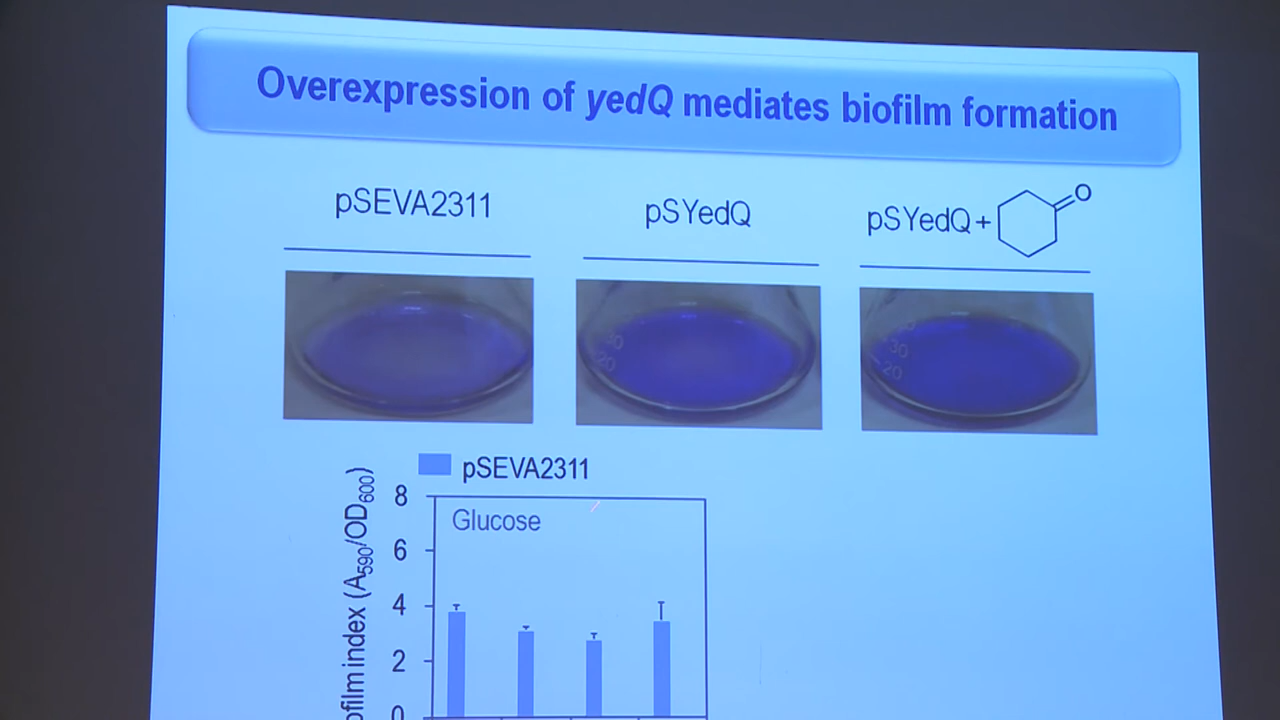 Overexpression of yedQ mediates biofilm formation
pSEVA2311
pSYedQ
pSYedQ +
O
30
20
30
20
pSEVA2311
8
6
4
2
0
Glucose
ofilm index (A590/OD600)